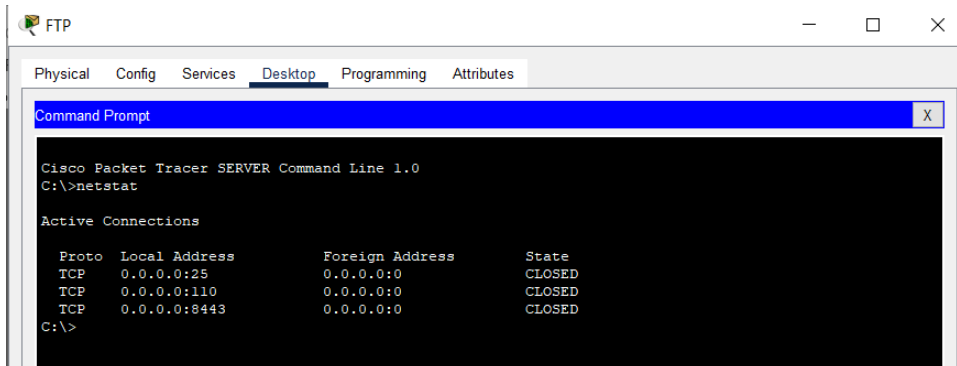 FTP
Physical Config Services Desktop Programming Attributes
Command Prompt X
Cisco Packet Tracer SERVER Command Line 1.0
C:\>netstat
Active Connections
Proto Local Address Foreign Address State
TCP 0.0.0.0:25 0.0.0.0:0 CLOSED
TCP 0.0.0.0:110 0.0.0.0:0 CLOSED
TCP 0.0.0.0:8443 0.0.0.0:0 CLOSED
C:\>